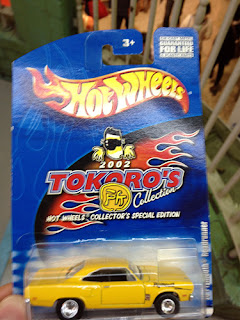 3+
GUARANTEED
FOR LIFE
HOT WHEELS
2002
TOKORO'S
Collection
HOT WHEELS COLLECTOR'S SPECIAL EDITION